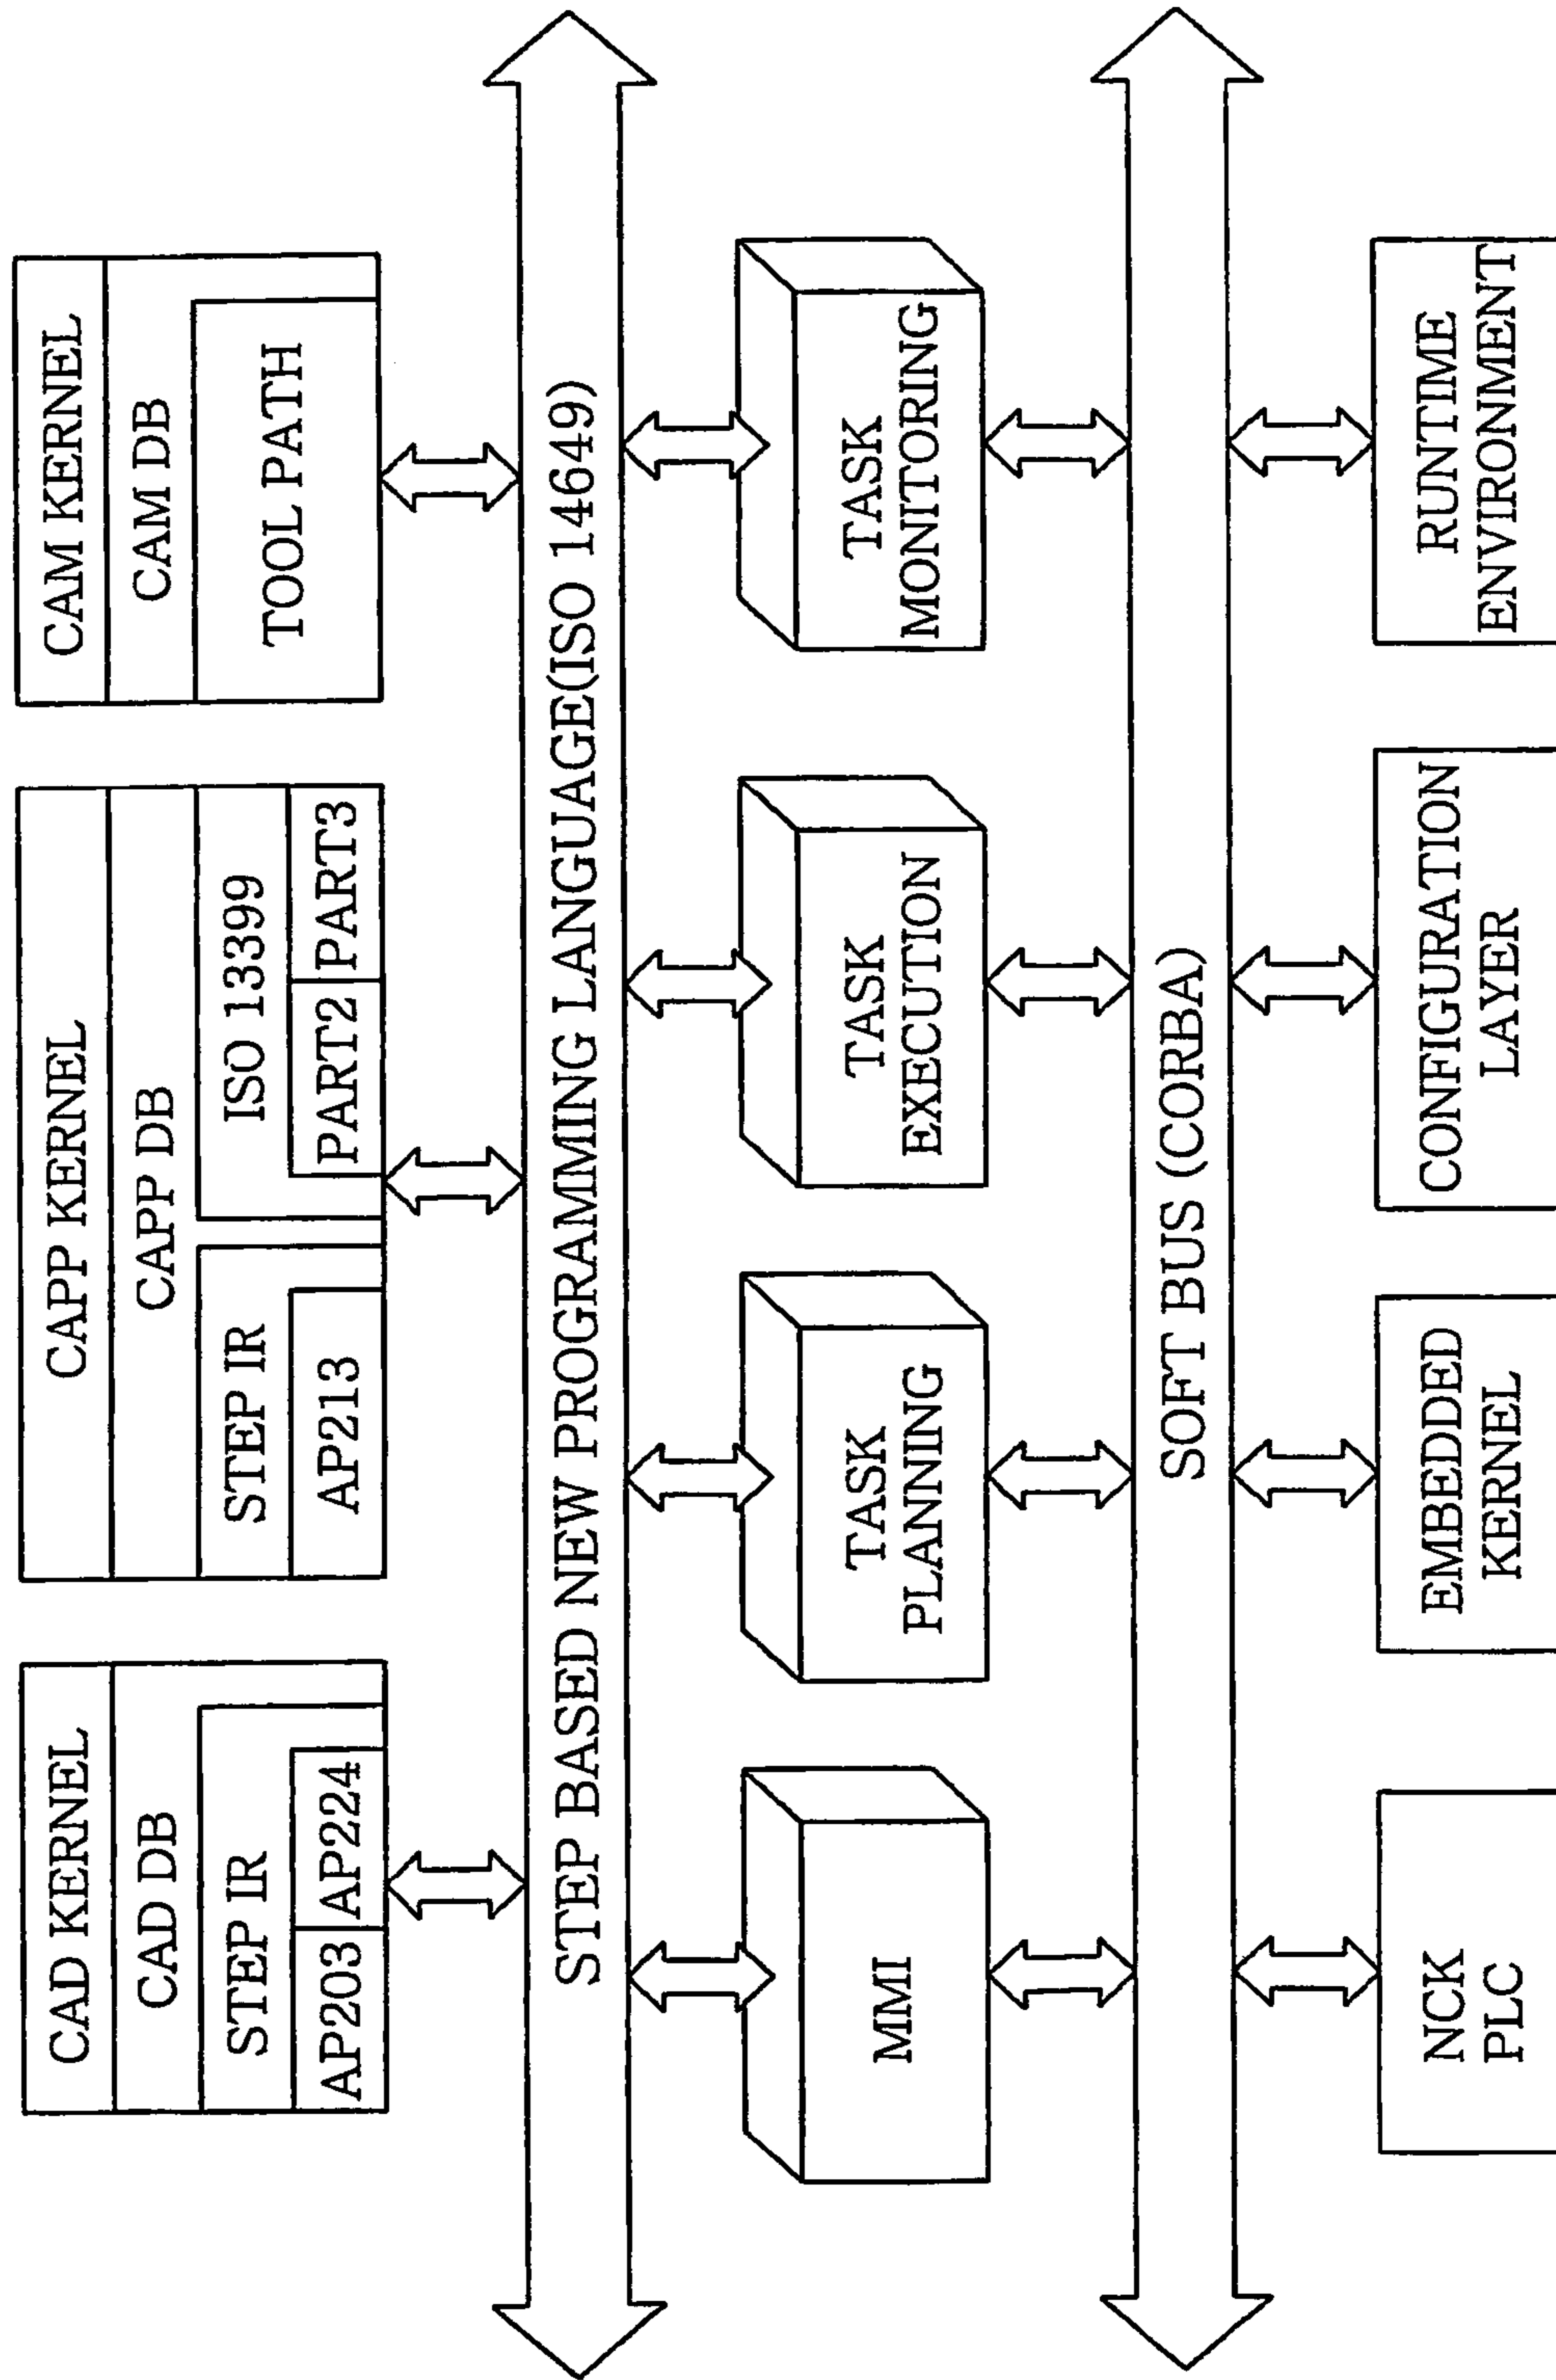 CAD KERNEL
CAD DB
STEP IR
AP203
AP224
CAPP KERNEL
CAPP DB
STEP IR
AP213
ISO 13399
PART2
PART3
CAM KERNEL
CAM DB
TOOL PATH
STEP BASED NEW PROGRAMMING LANGUAGE(ISO 14649)
MMI
TASK
PLANNING
TASK
EXECUTION
TASK
MONITORING
SOFT BUS (CORBA)
NCK
PLC
EMBEDDED
KERNEL
CONFIGURATION
LAYER
RUNTIME
ENVIRONMENT